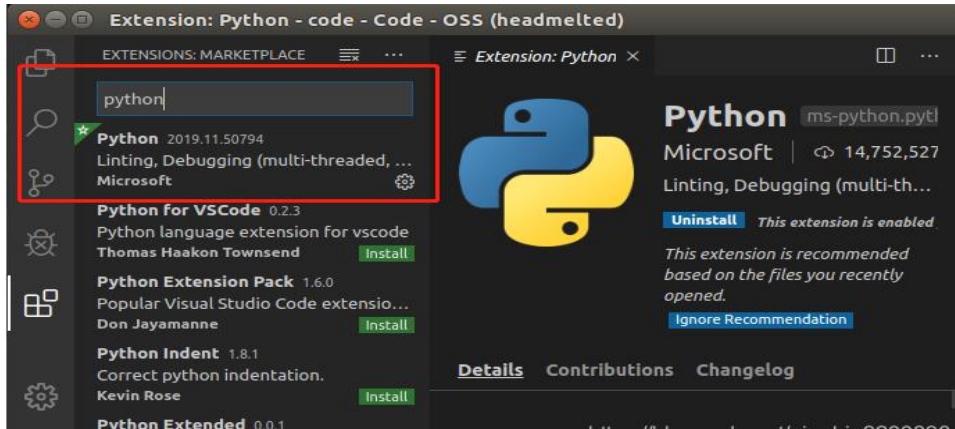 Extension: Python - code - Code - OSS (headmelted)
EXTENSIONS: MARKETPLACE
python
Python 2019.11.50794
Linting, Debugging (multi-threaded, ...
Microsoft
Python for VSCode 0.2.3
Python language extension for vscode
Thomas Haakon Townsend Install
Python Extension Pack 1.6.0
Popular Visual Studio Code extensio...
Don Jayamanne Install
Python Indent 1.8.1
Correct python indentation.
Kevin Rose Install
Python Extended 0.0.1
Extension: Python
Python ms-python.pyt
Microsoft 14,752,527
Linting, Debugging (multi-th...
Uninstall This extension is enabled
This extension is recommended
based on the files you recently
opened.
Ignore Recommendation
Details Contributions Changelog